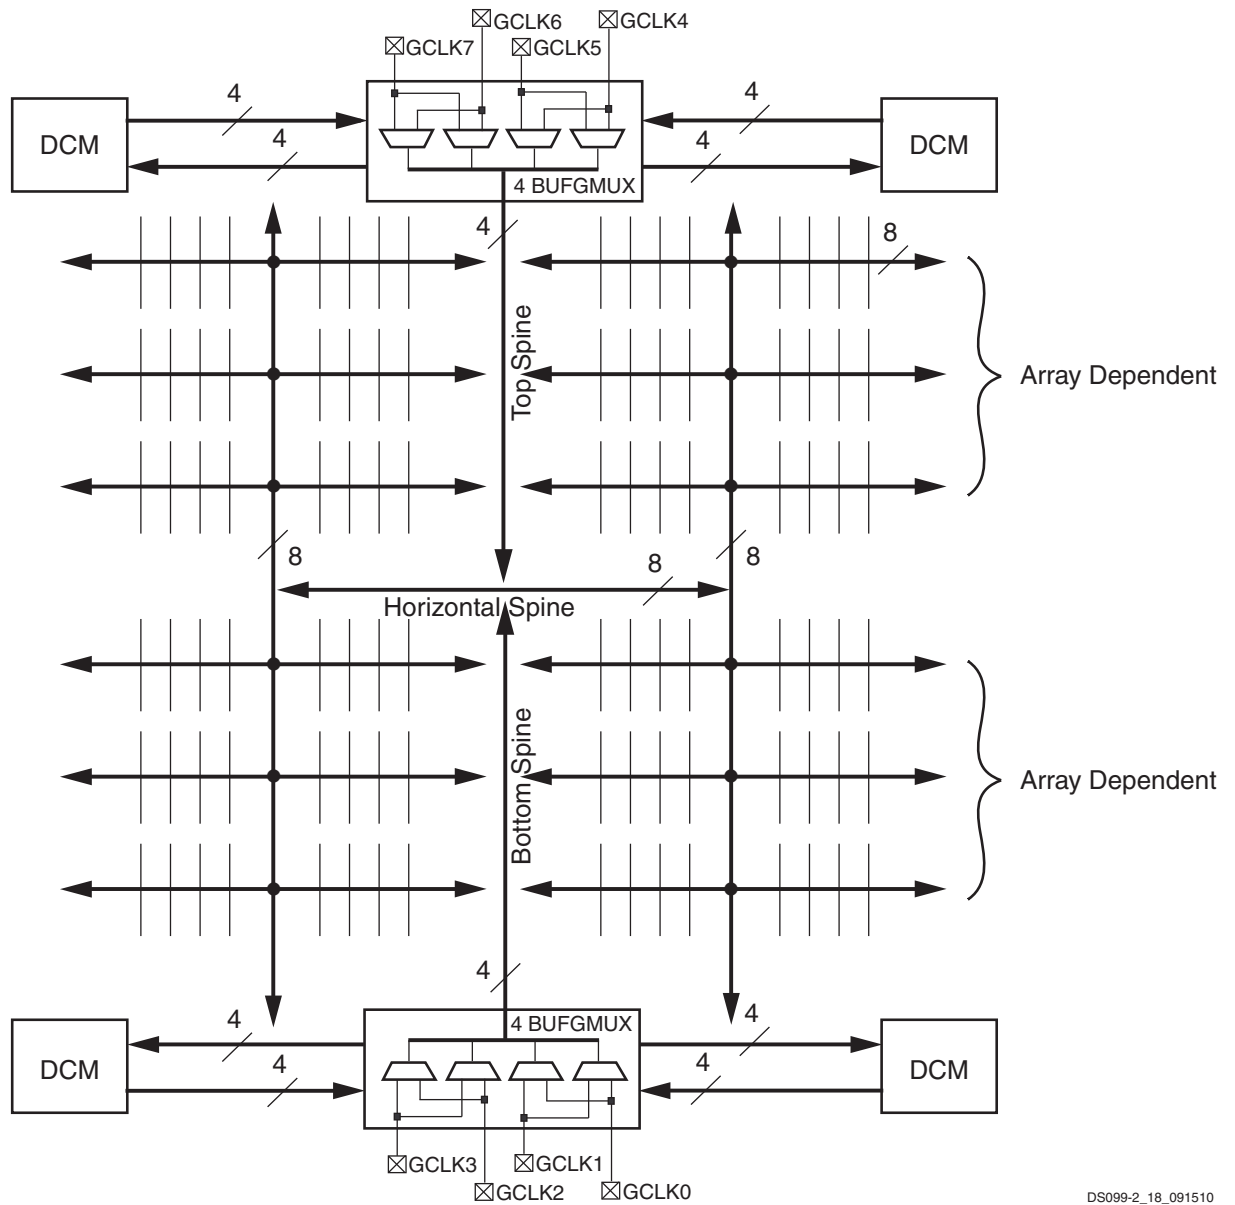 GCLK6
GCLK4
GCLK7
GCLK5
4
4
DCM
DCM
4
4
4 BUFGMUX
4
8
Top Spine
Array Dependent
8
8
8
Horizontal Spine
Bottom Spine
Array Dependent
4
4
4
4 BUFGMUX
DCM
DCM
4
4
GCLK3
GCLK1
GCLK2
GCLK0
DS099-2_18_091510